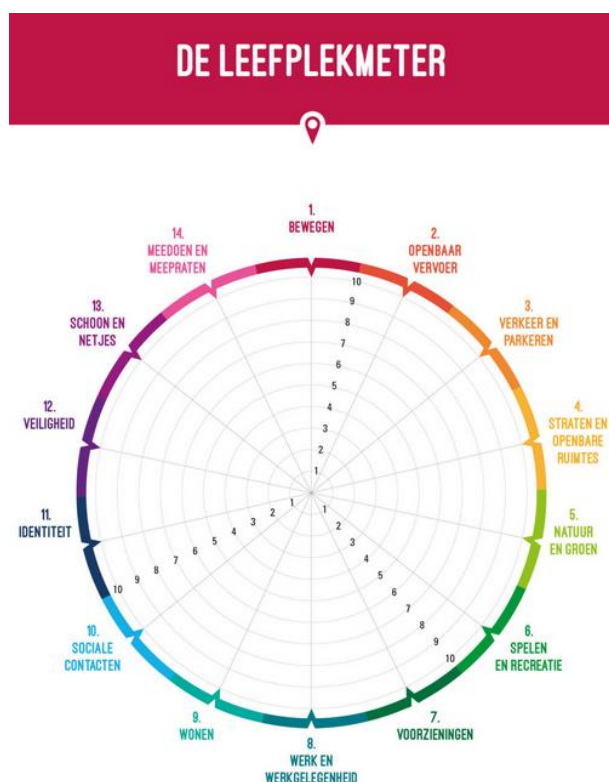 DE LEEFPLEKMETER
1.
BEWEGEN
2.
OPENBAAR
VERVOER
3.
VERKEER EN
PARKEREN
4.
STRATEN EN
OPENBARE
RUIMTES
5.
NATUUR
EN GROEN
6.
SPELEN
EN RECREATIE
7.
VOORZIENINGEN
8.
WERK EN
WERKGELEGENHEID
9.
WONEN
10.
SOCIALE
CONTACTEN
11.
IDENTITEIT
12.
VEILIGHEID
13.
SCHOON EN
NETJES
14.
MEEDOEN EN
MEEPRATEN
10
9
8
7
6
5
4
3
2
1
1
2
3
4
5
6
7
8
9
10
1
2
3
4
5
6
7
8
9
10